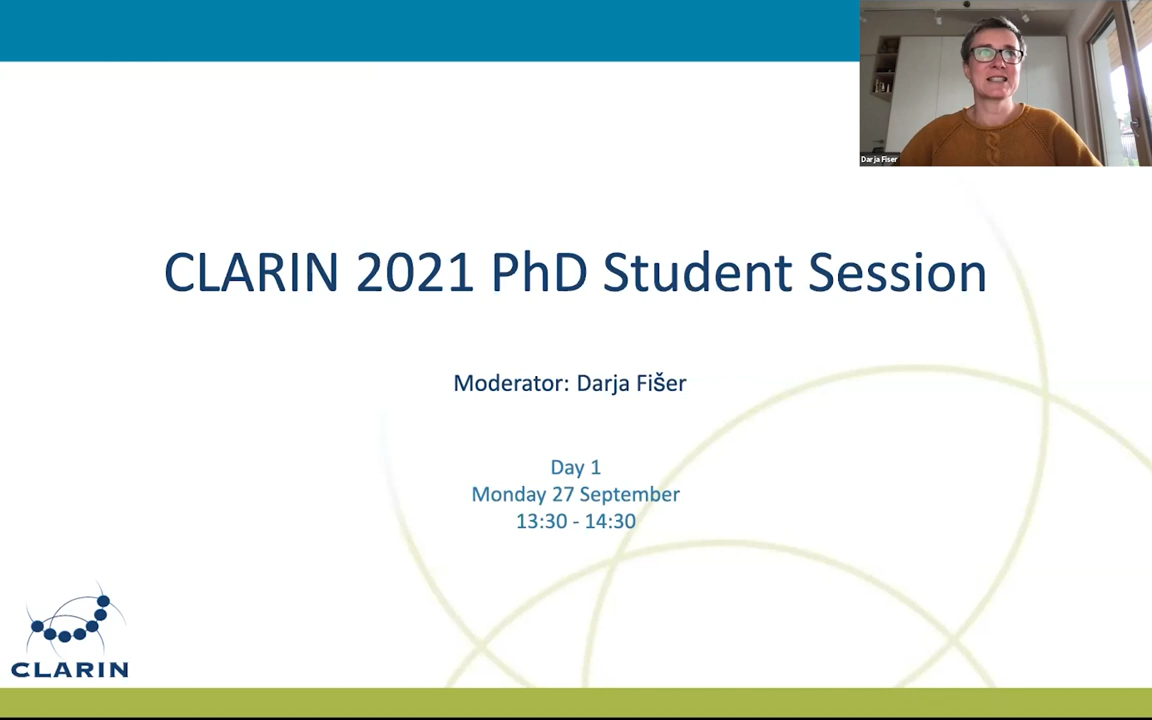 Darja Fiser
CLARIN 2021 PhD Student Session
Moderator: Darja Fišer
Day 1
Monday 27 September
13:30 - 14:30
CLARIN